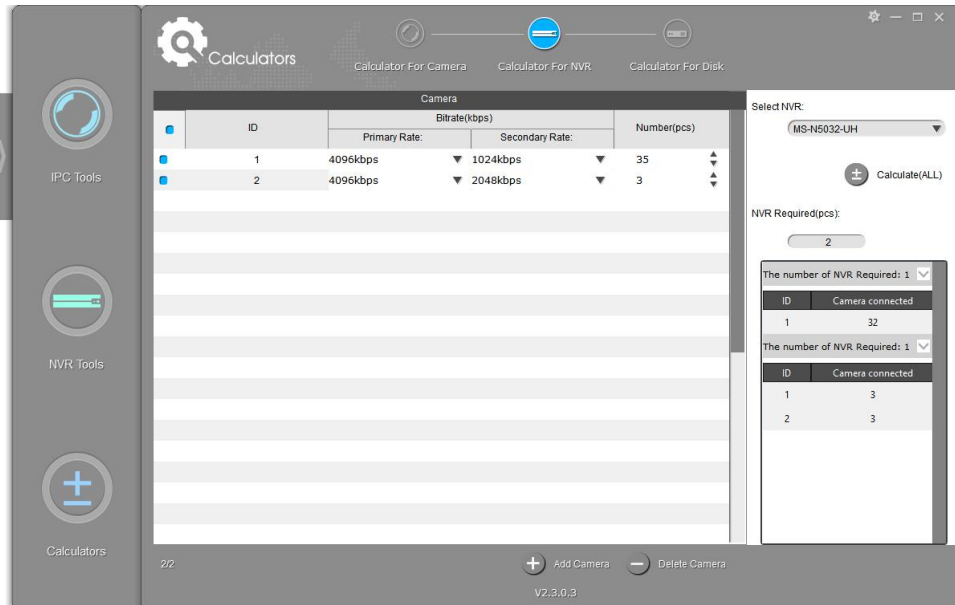 Calculators
Calculator For Camera
Calculator For NVR
Calculator For Disk
IPC Tools
NVR Tools
Calculators
Camera
ID
Bitrate(kbps)
Primary Rate:
Secondary Rate:
Number(pcs)
1 4096kbps 1024kbps 35
2 4096kbps 2048kbps 3
2/2
Add Camera
Delete Camera
V2.3.0.3
Select NVR:
MS-N5032-UH
Calculate(ALL)
NVR Required(pcs):
2
The number of NVR Required: 1
ID Camera connected
1 32
The number of NVR Required: 1
ID Camera connected
1 3
2 3